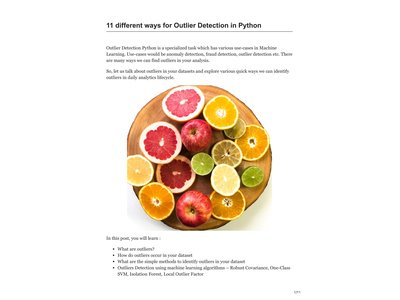 11 different ways for Outlier Detection in Python
Outlier Detection Python is a specialized task which has various use-cases in Machine
Learning. Use-cases would be anomaly detection, fraud detection, outlier detection etc. There
are many ways we can find outliers in your analysis.
So, let us talk about outliers in your datasets and explore various quick ways we can identify
outliers in daily analytics lifecycle.
In this post, you will learn :
• What are outliers?
• How do outliers occur in your dataset
• What are the simple methods to identify outliers in your dataset
• Outliers Detection using machine learning algorithms – Robust Covariance, One-Class
SVM, Isolation Forest, Local Outlier Factor